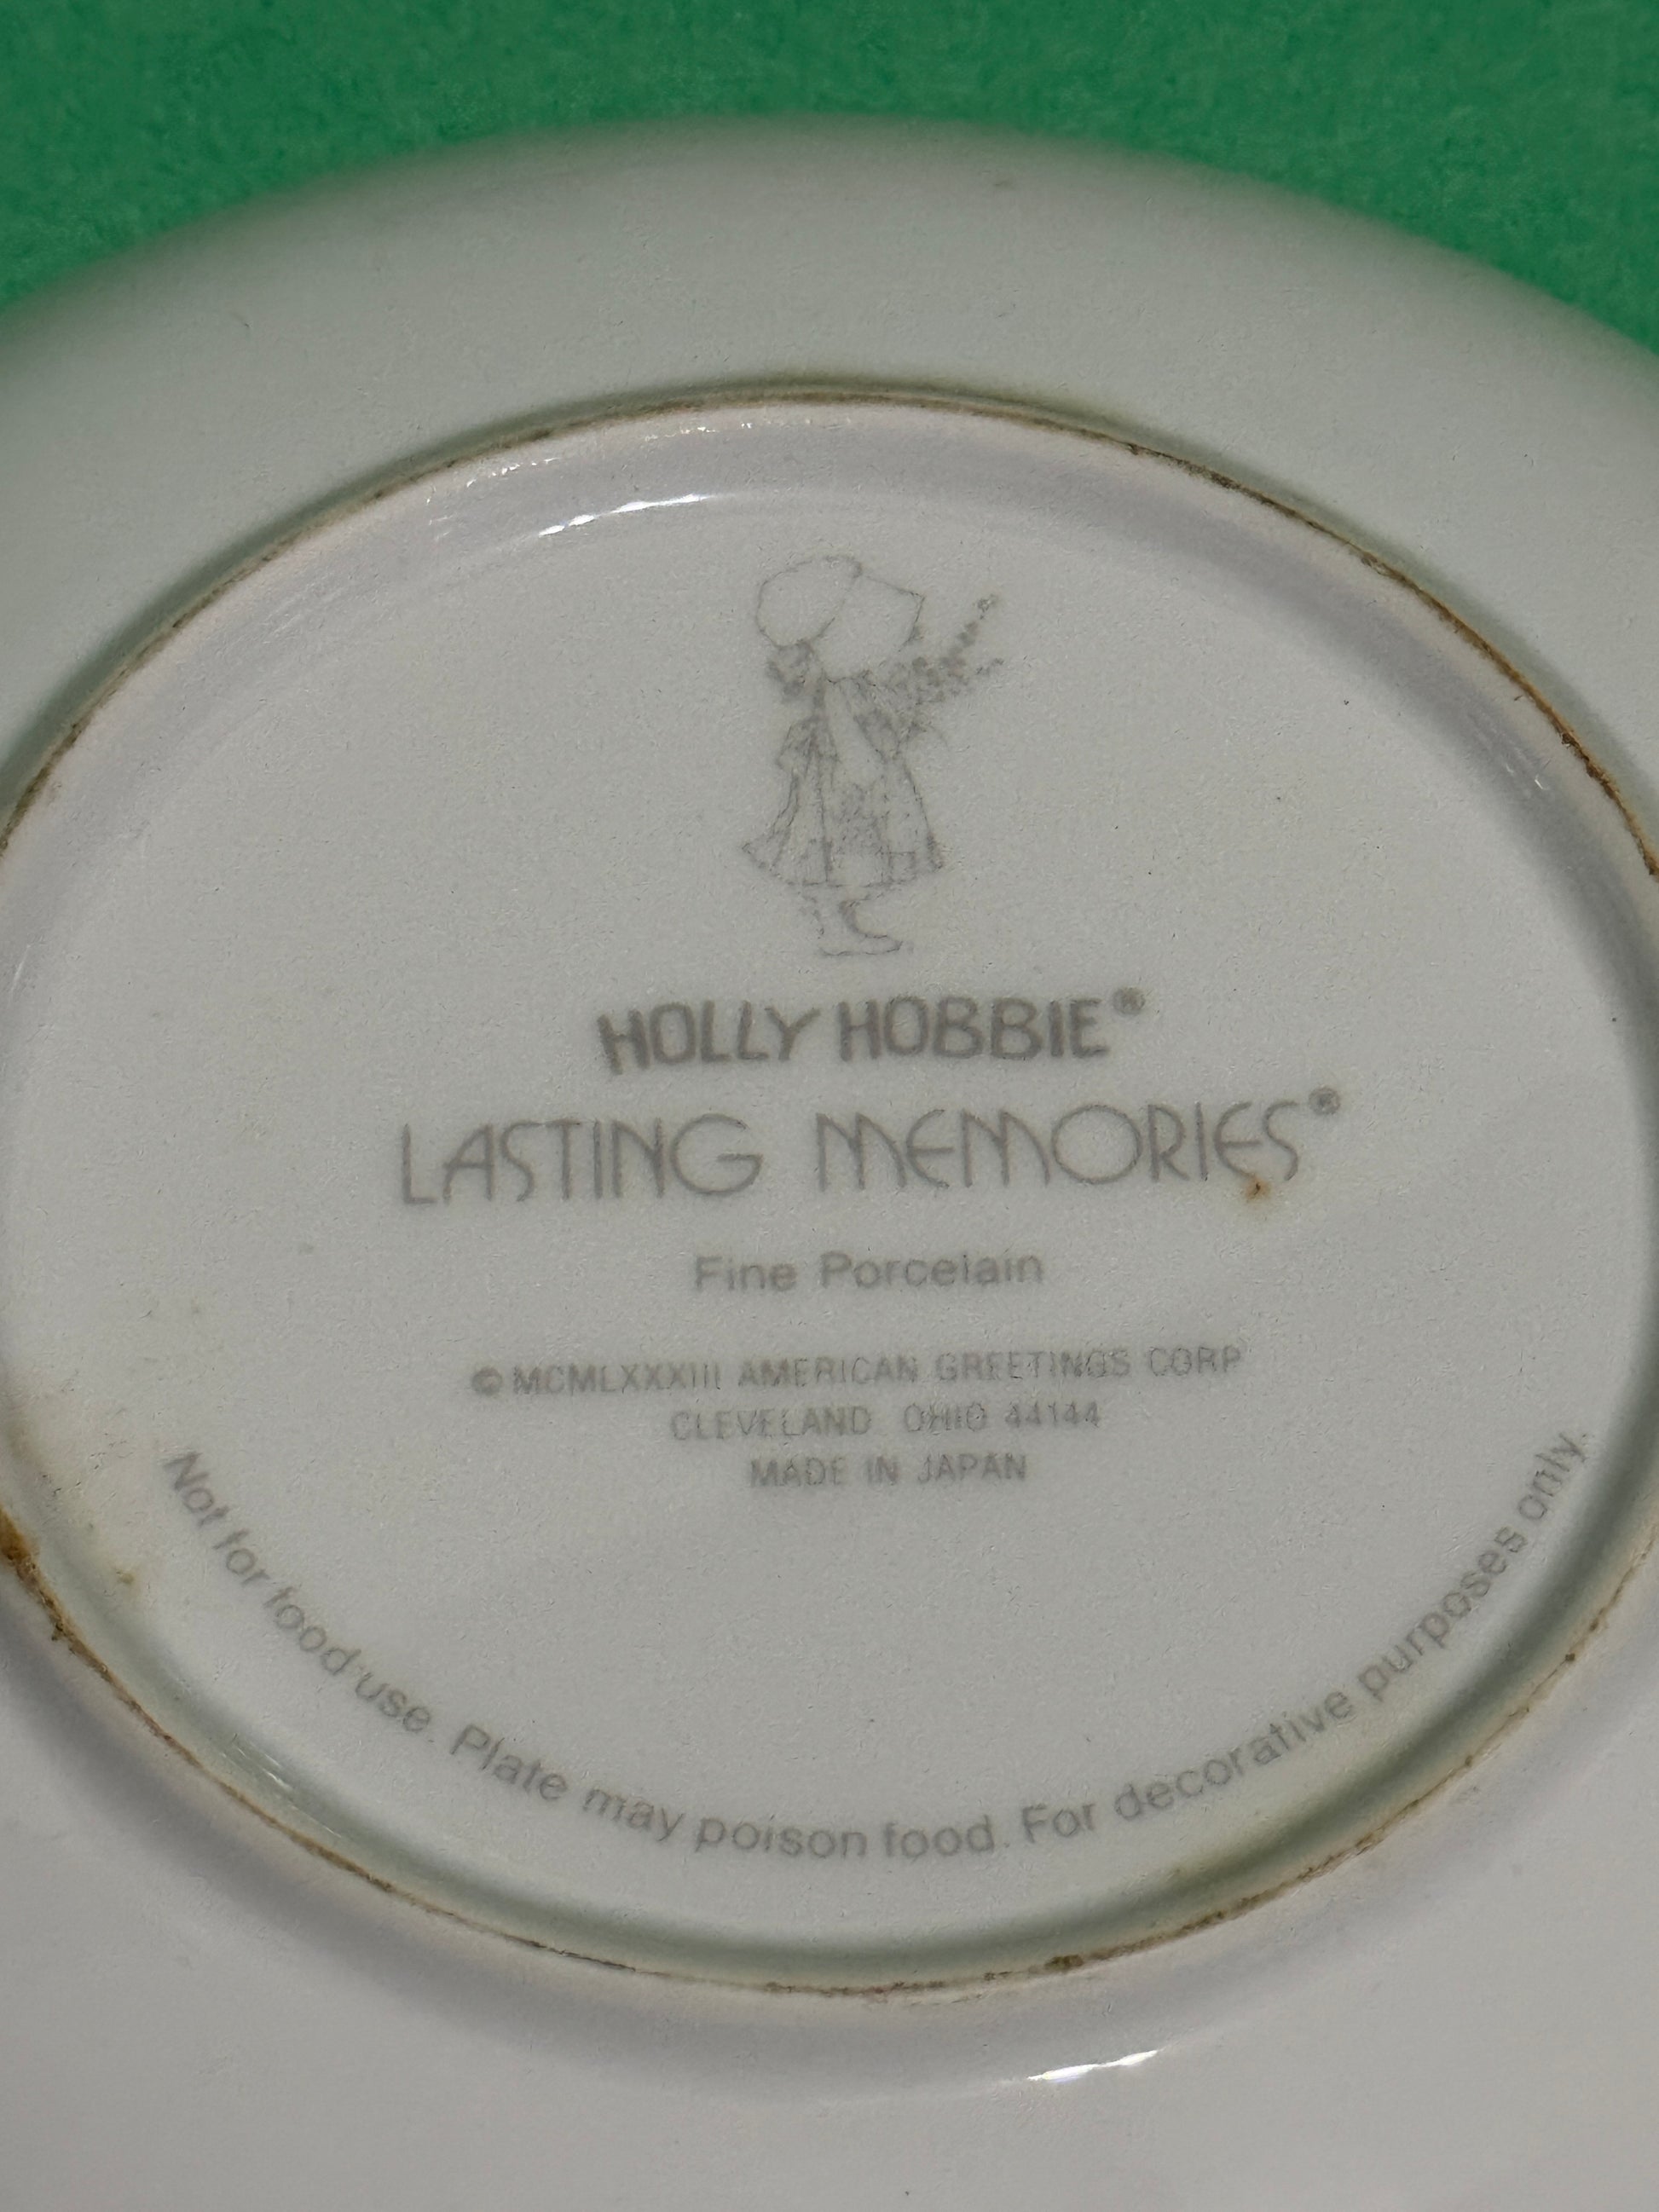 HOLLY HOBBIE®
LASTING MEMORIES®
Fine Porcelain
© MCMLXXXIII AMERICAN GREETINGS CORP
CLEVELAND OHIO 44144
MADE IN JAPAN
Not for food use. Plate may poison food. For decorative purposes only.